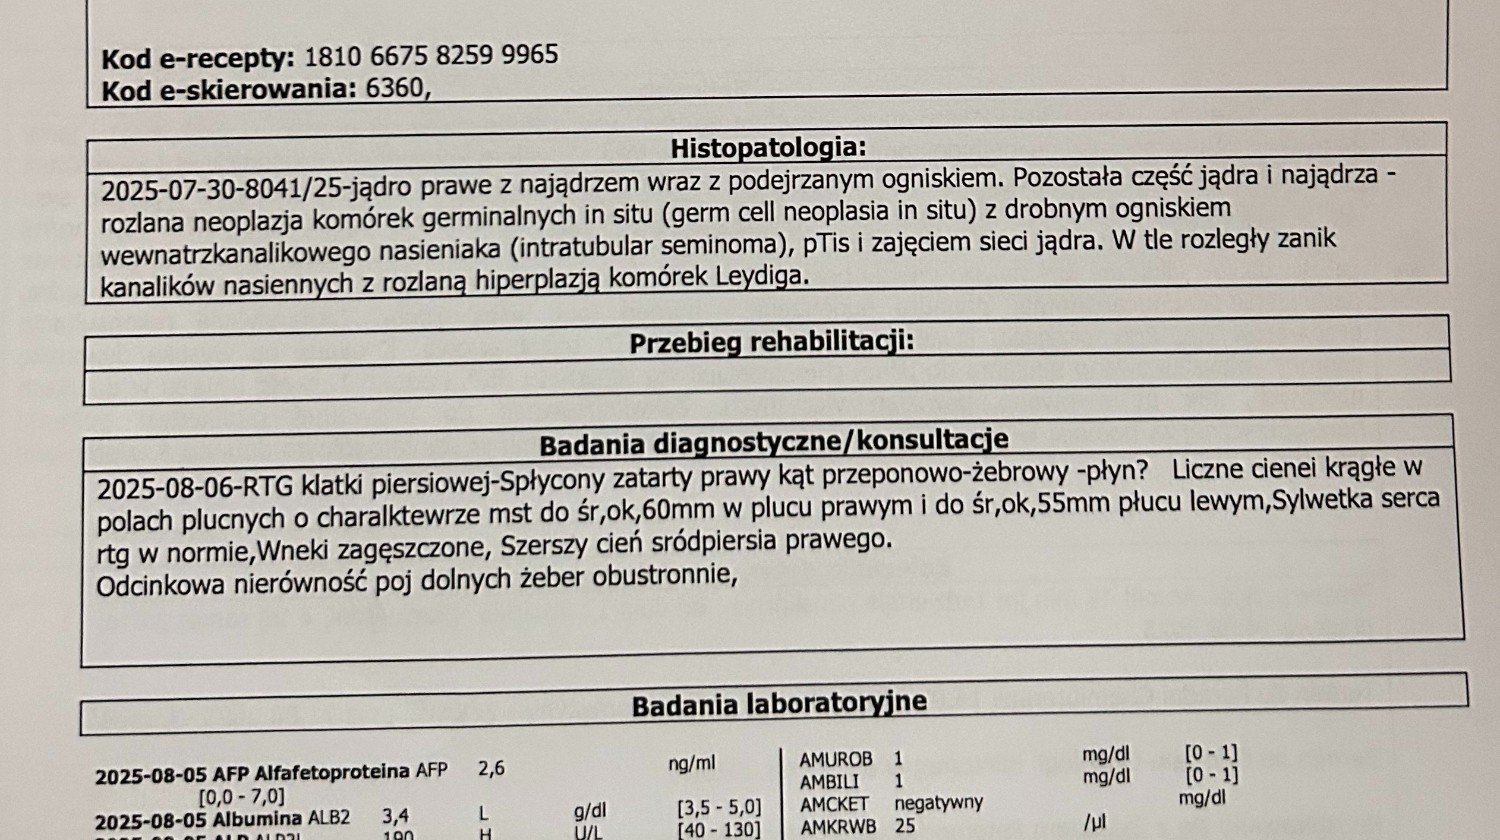 Kod e-recepty: 1810 6675 8259 9965
Kod e-skierowania: 6360,
Histopatologia:
2025-07-30-8041/25-jądro prawe z najądrzem wraz z podejrzanym ogniskiem. Pozostała część jądra i najądrza -
rozlana neoplazja komórek germinalnych in situ (germ cell neoplasia in situ) z drobnym ogniskiem
wewnatrzkanalikowego nasieniaka (intratubular seminoma), pTis i zajęciem sieci jądra. W tle rozległy zanik
kanalików nasiennych z rozlaną hiperplazją komórek Leydiga.
Przebieg rehabilitacji:
Badania diagnostyczne/konsultacje
2025-08-06-RTG klatki piersiowej-Spłycony zatarty prawy kąt przeponowo-żebrowy -płyn? Liczne cienei krągłe w
polach plucnych o charalktewrze mst do śr,ok,60mm w plucu prawym i do śr,ok,55mm płucu lewym,Sylwetka serca
rtg w normie,Wneki zagęszczone, Szerszy cień sródpiersia prawego.
Odcinkowa nierówność poj dolnych żeber obustronnie,
Badania laboratoryjne
2025-08-05 AFP Alfafetoproteina AFP 2,6 ng/ml
[0,0 - 7,0]
2025-08-05 Albumina ALB2 3,4 L g/dl [3,5 - 5,0]
190 H U/L [40 - 130]
AMUROB 1 mg/dl [0 - 1]
AMBILI 1 mg/dl [0 - 1]
AMCKET negatywny mg/dl
AMKRWB 25 /µl